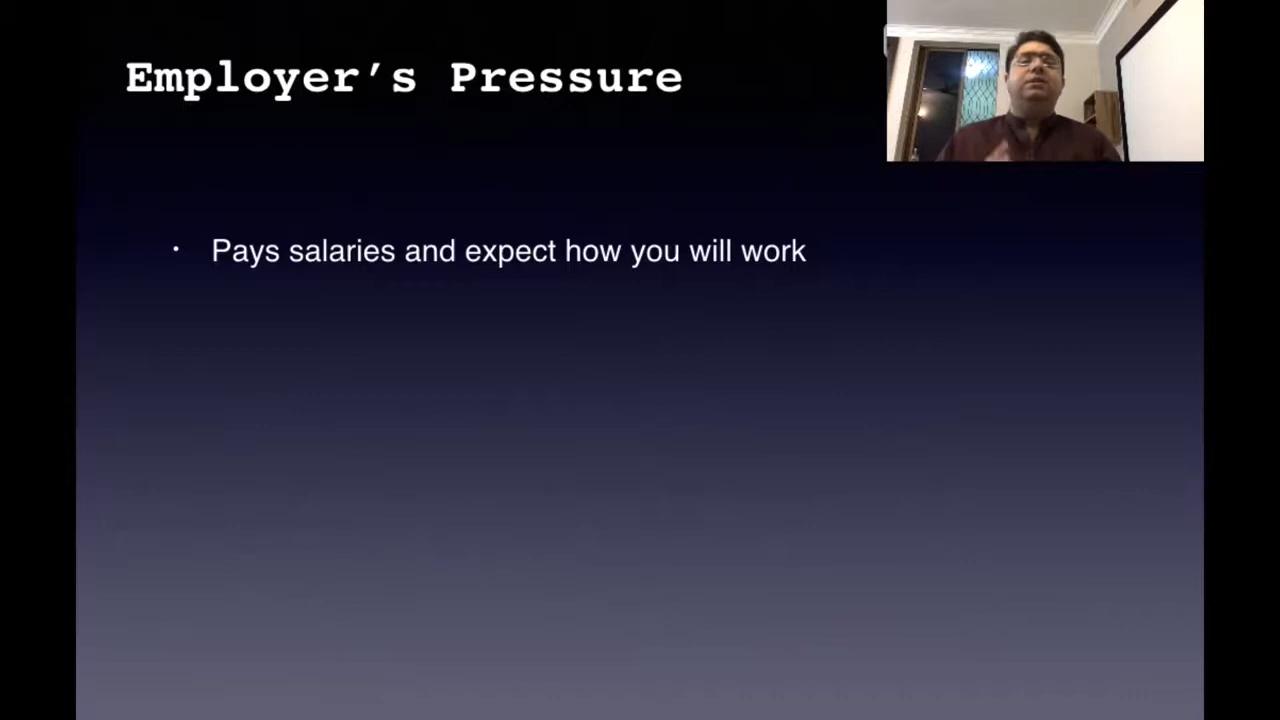 Employer’s Pressure
· Pays salaries and expect how you will work